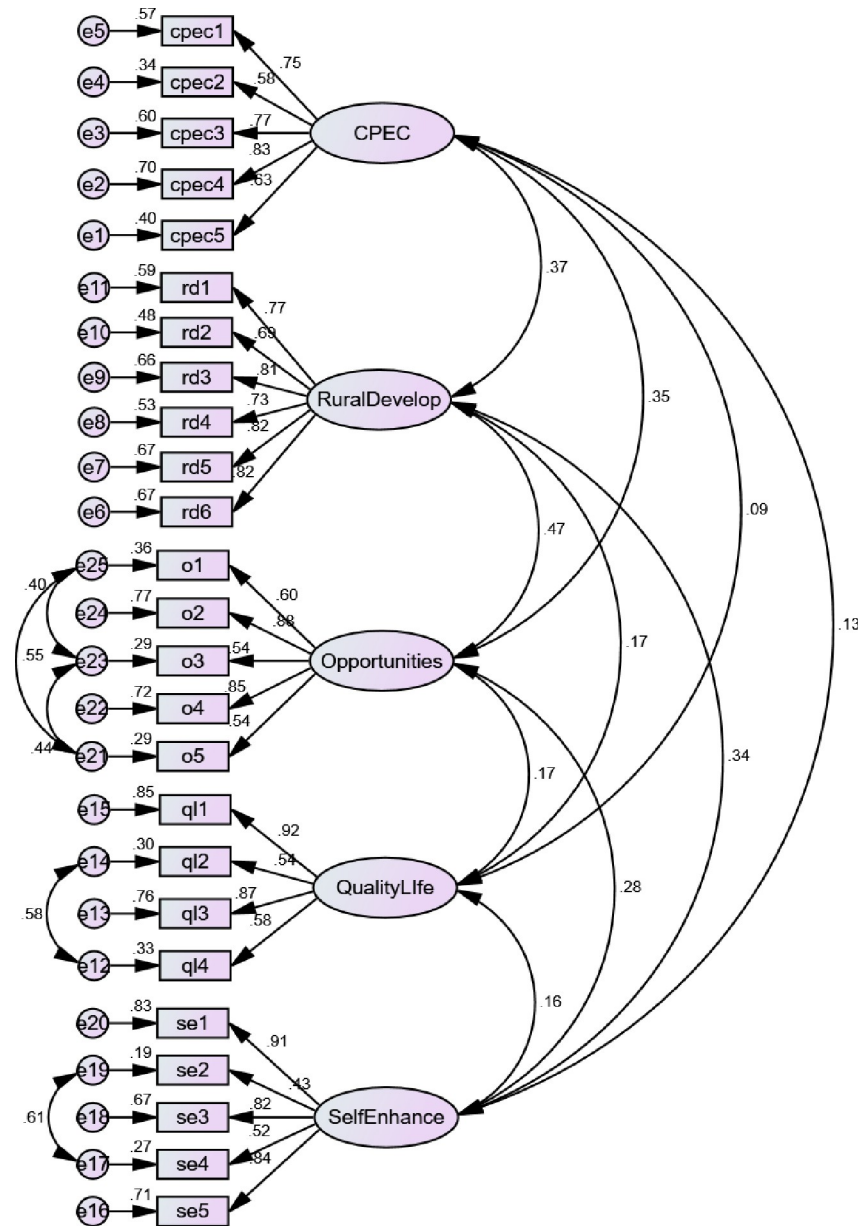 e5 .57 cpec1
.75
e4 .34 cpec2
.58
e3 .60 cpec3 .77 CPEC
.83
e2 .70 cpec4
.63
e1 .40 cpec5
.37
e11 .59 rd1
.77
e10 .48 rd2
.69
e9 .66 rd3
.81
RuralDevelop
.35
e8 .53 rd4 .73
.82
e7 .67 rd5
.82
e6 .67 rd6
.09
.47
e25 .36 o1
.40
.60
e24 .77 o2
.88
.13
.17
.55
e23 .29 o3 .54 Opportunities
.85
e22 .72 o4
.54
.44
e21 .29 o5
.34
.17
e15 .85 ql1
.92
e14 .30 ql2
.54
QualityLIfe
.28
.58
e13 .76 ql3 .87
.58
e12 .33 ql4
.16
e20 .83 se1
.91
e19 .19 se2
.43
.61
e18 .67 se3 .82 SelfEnhance
.52
e17 .27 se4
.84
e16 .71 se5